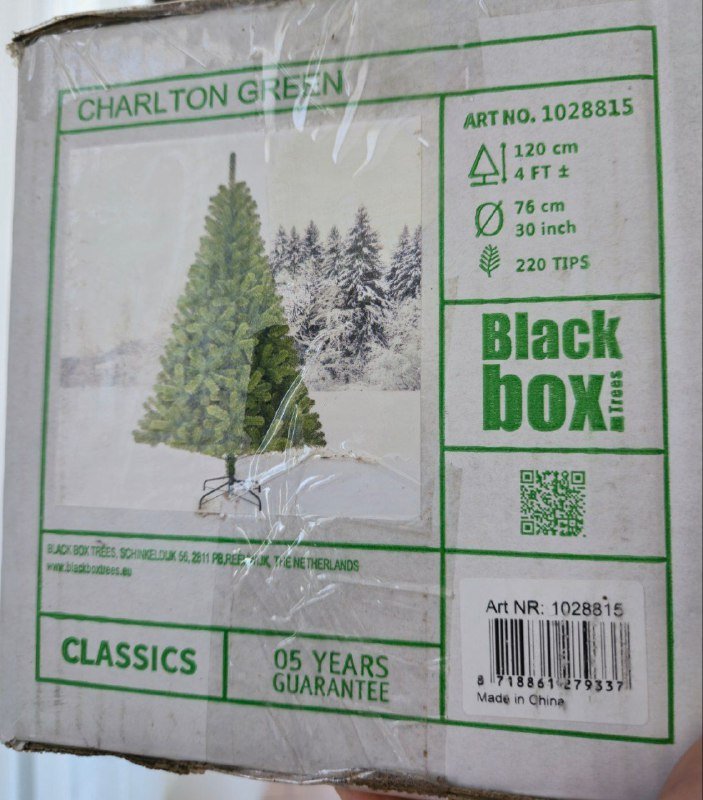 CHARLTON GREEN
ART NO. 1028815
120 cm
4 FT ±
76 cm
30 inch
220 TIPS
Black
box!
Trees
BLACK BOX TREES, SCHINKELDIJK 56, 2811 PB, REEUWIJK, THE NETHERLANDS
www.blackboxtrees.eu
CLASSICS
05 YEARS
GUARANTEE
Art NR: 1028815
8 718861 279337
Made in China